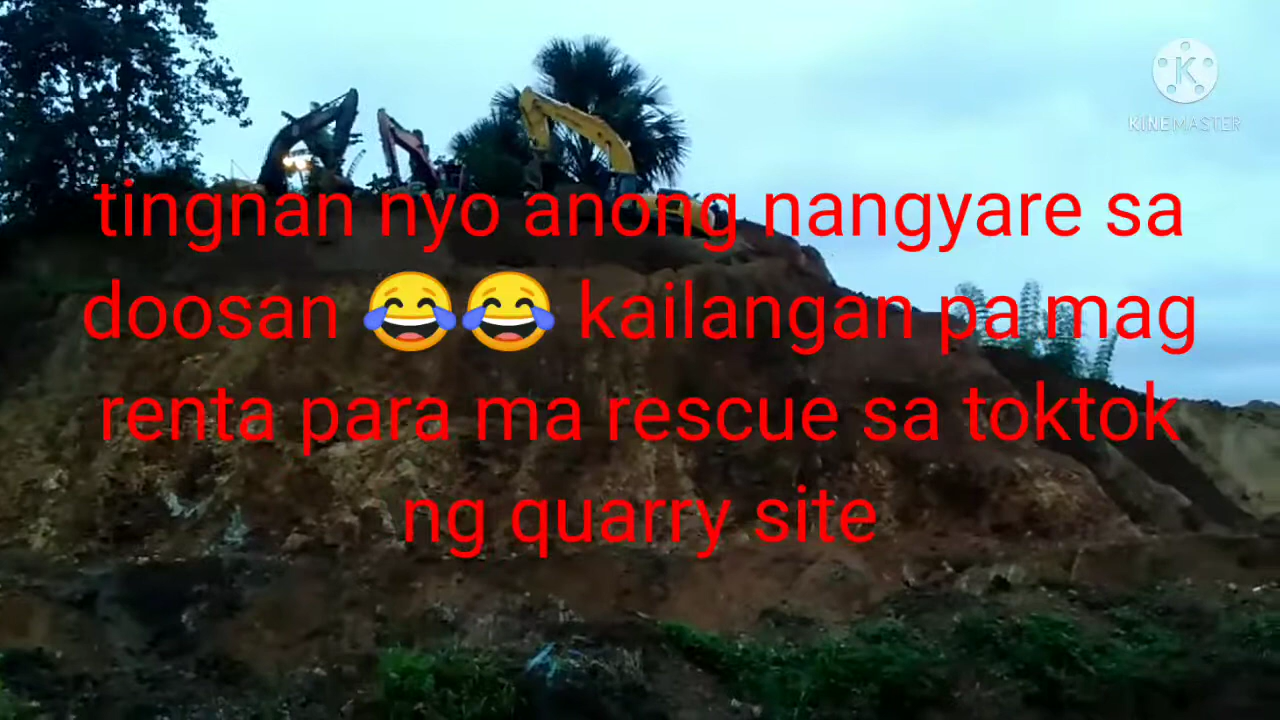 KINEMASTER
tingnan nyo anong nangyare sa
doosan 😂😂 kailangan pa mag
renta para ma rescue sa toktok
ng quarry site